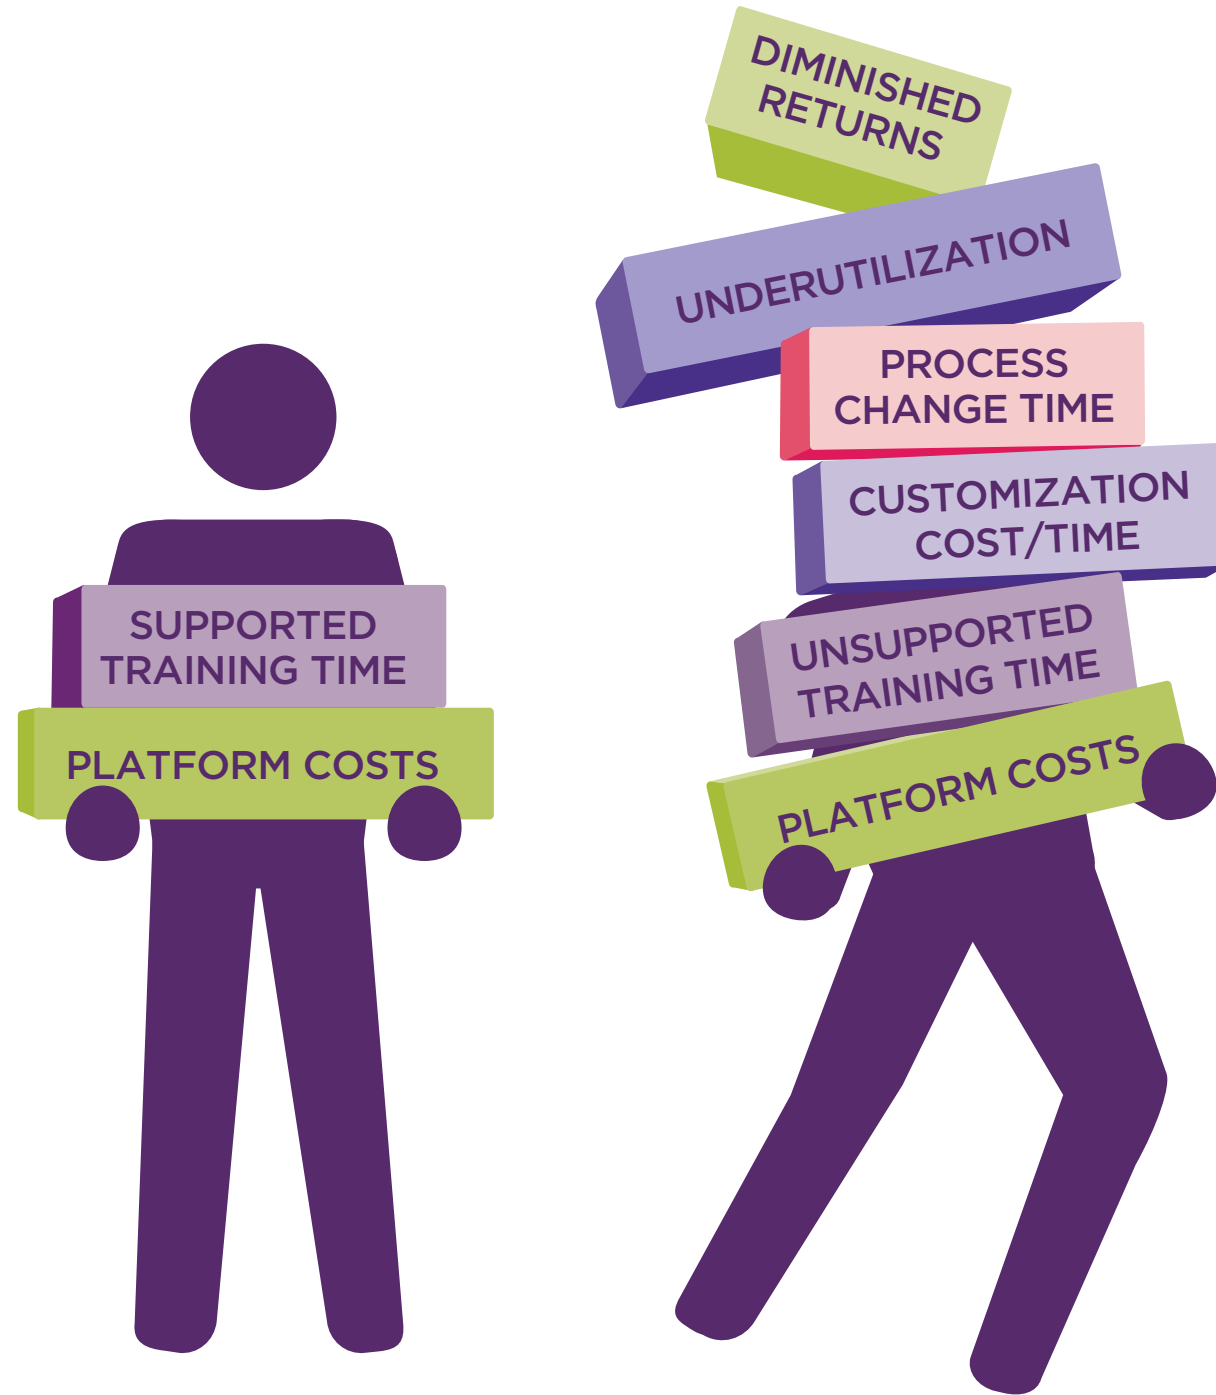 SUPPORTED
TRAINING TIME
PLATFORM COSTS
DIMINISHED
RETURNS
UNDERUTILIZATION
PROCESS
CHANGE TIME
CUSTOMIZATION
COST/TIME
UNSUPPORTED
TRAINING TIME
PLATFORM COSTS